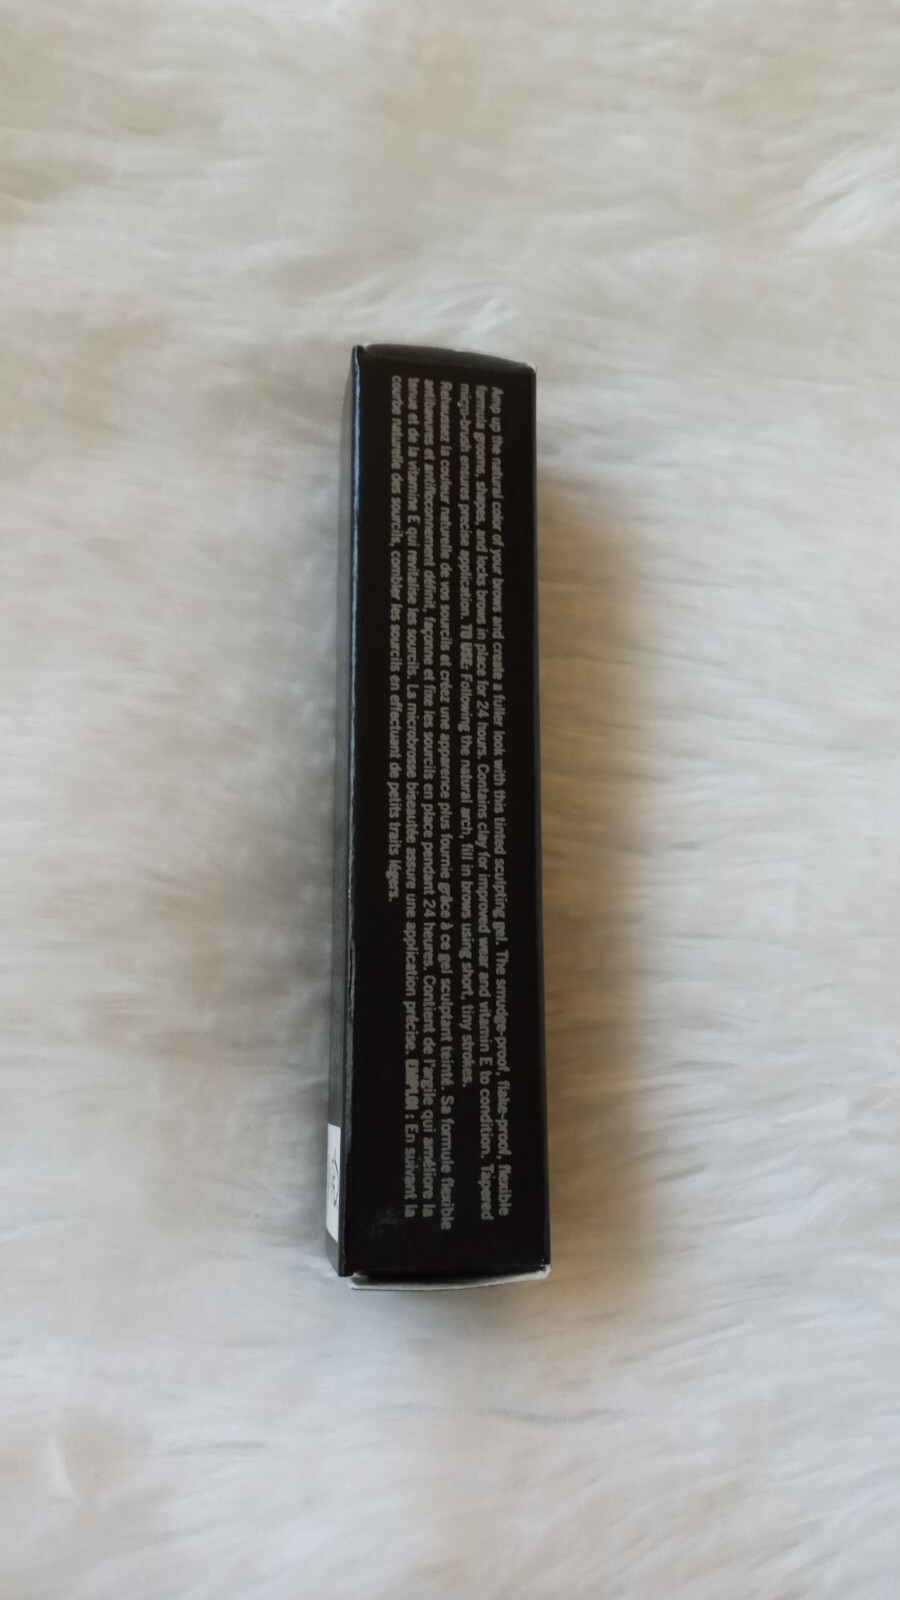 Amp up the natural color of your brows and create a fuller look with this tinted sculpting gel. The smudge-proof, flake-proof, flexible
formula grooms, shapes, and locks brows in place for 24 hours. Contains clay for improved wear and vitamin E to condition. Tapered
micro-brush ensures precise application. TO USE: Following the natural arch, fill in brows using short, tiny strokes.
Rehaussez la couleur naturelle de vos sourcils et créez une apparence plus fournie grâce à ce gel sculptant teinté. Sa formule flexible
antibavures et antifloconnement définit, façonne et fixe les sourcils en place pendant 24 heures. Contient de l'argile qui améliore la
tenue et de la vitamine E qui revitalise les sourcils. La microbrosse biseautée assure une application précise. EMPLOI : En suivant la
courbe naturelle des sourcils, combler les sourcils en effectuant de petits traits légers.